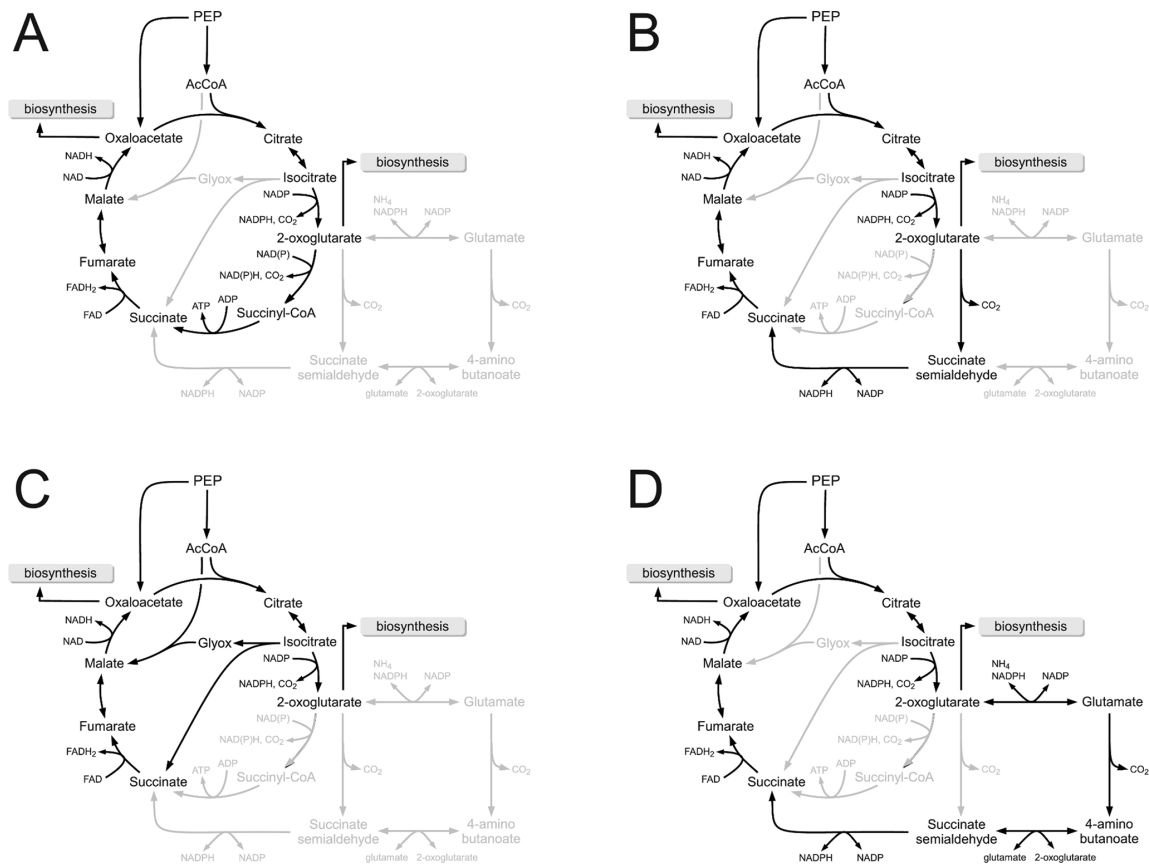 A
PEP
AcCoA
biosynthesis
Oxaloacetate
Citrate
NADH
NAD
biosynthesis
Malate
Glyox
Isocitrate
NADP
NADPH, CO2
NH4
NADPH
NADP
2-oxoglutarate
Glutamate
Fumarate
NAD(P)
NAD(P)H, CO2
FADH2
FAD
Succinate
ATP
ADP
Succinyl-CoA
CO2
CO2
Succinate
semialdehyde
4-amino
butanoate
NADPH
NADP
glutamate
2-oxoglutarate
B
PEP
AcCoA
biosynthesis
Oxaloacetate
Citrate
NADH
NAD
biosynthesis
Malate
Glyox
Isocitrate
NADP
NADPH, CO2
NH4
NADPH
NADP
2-oxoglutarate
Glutamate
Fumarate
NAD(P)
NAD(P)H, CO2
FADH2
FAD
Succinate
ATP
ADP
Succinyl-CoA
CO2
CO2
Succinate
semialdehyde
4-amino
butanoate
NADPH
NADP
glutamate
2-oxoglutarate
C
PEP
AcCoA
biosynthesis
Oxaloacetate
Citrate
NADH
NAD
biosynthesis
Malate
Glyox
Isocitrate
NADP
NADPH, CO2
NH4
NADPH
NADP
2-oxoglutarate
Glutamate
Fumarate
NAD(P)
NAD(P)H, CO2
FADH2
FAD
Succinate
ATP
ADP
Succinyl-CoA
CO2
CO2
Succinate
semialdehyde
4-amino
butanoate
NADPH
NADP
glutamate
2-oxoglutarate
D
PEP
AcCoA
biosynthesis
Oxaloacetate
Citrate
NADH
NAD
biosynthesis
Malate
Glyox
Isocitrate
NADP
NADPH, CO2
NH4
NADPH
NADP
2-oxoglutarate
Glutamate
Fumarate
NAD(P)
NAD(P)H, CO2
FADH2
FAD
Succinate
ATP
ADP
Succinyl-CoA
CO2
CO2
Succinate
semialdehyde
4-amino
butanoate
NADPH
NADP
glutamate
2-oxoglutarate